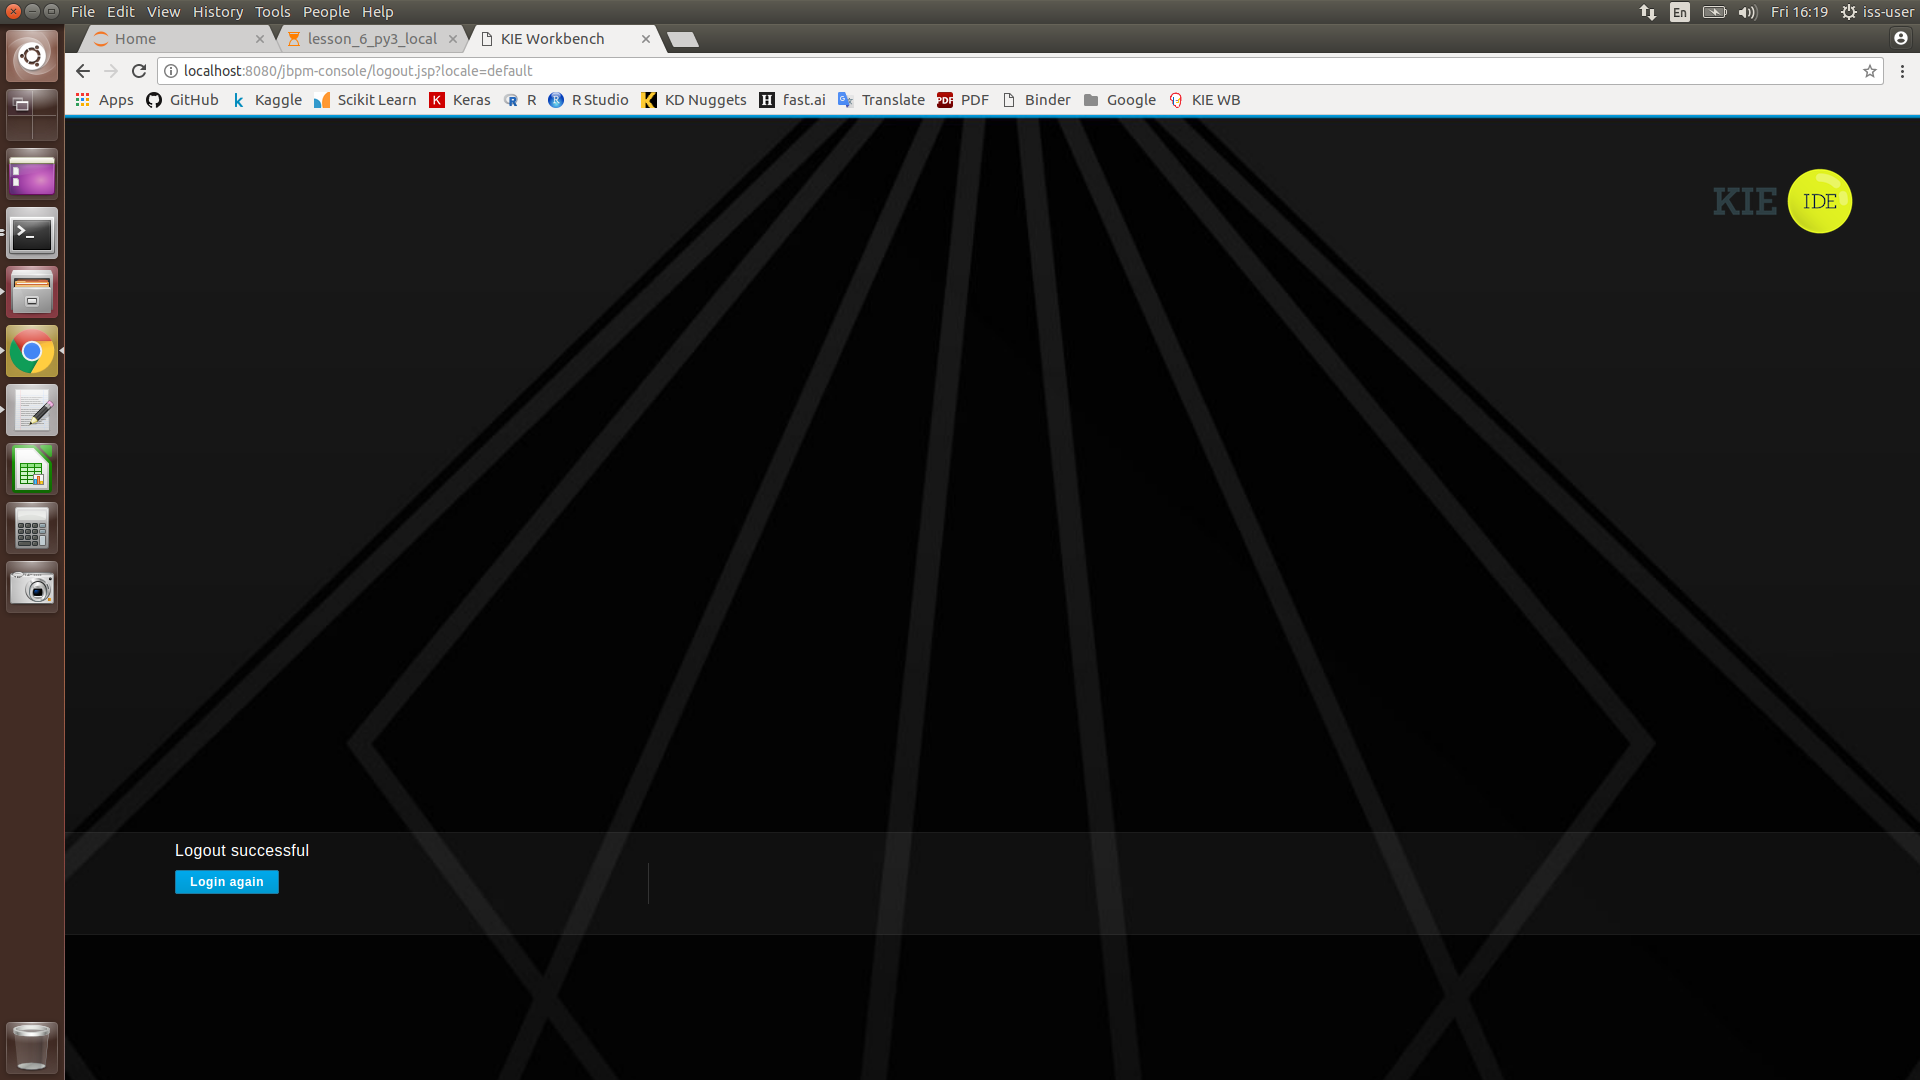 File Edit View History Tools People Help
En
Fri 16:19
iss-user
Home
lesson_6_py3_local
KIE Workbench
localhost:8080/jbpm-console/logout.jsp?locale=default
Apps
GitHub
k Kaggle
Scikit Learn
K Keras
R
R RStudio
K KD Nuggets
H fast.ai
G Translate
PDF PDF
Binder
Google
KIE WB
KIE IDE
Logout successful
Login again